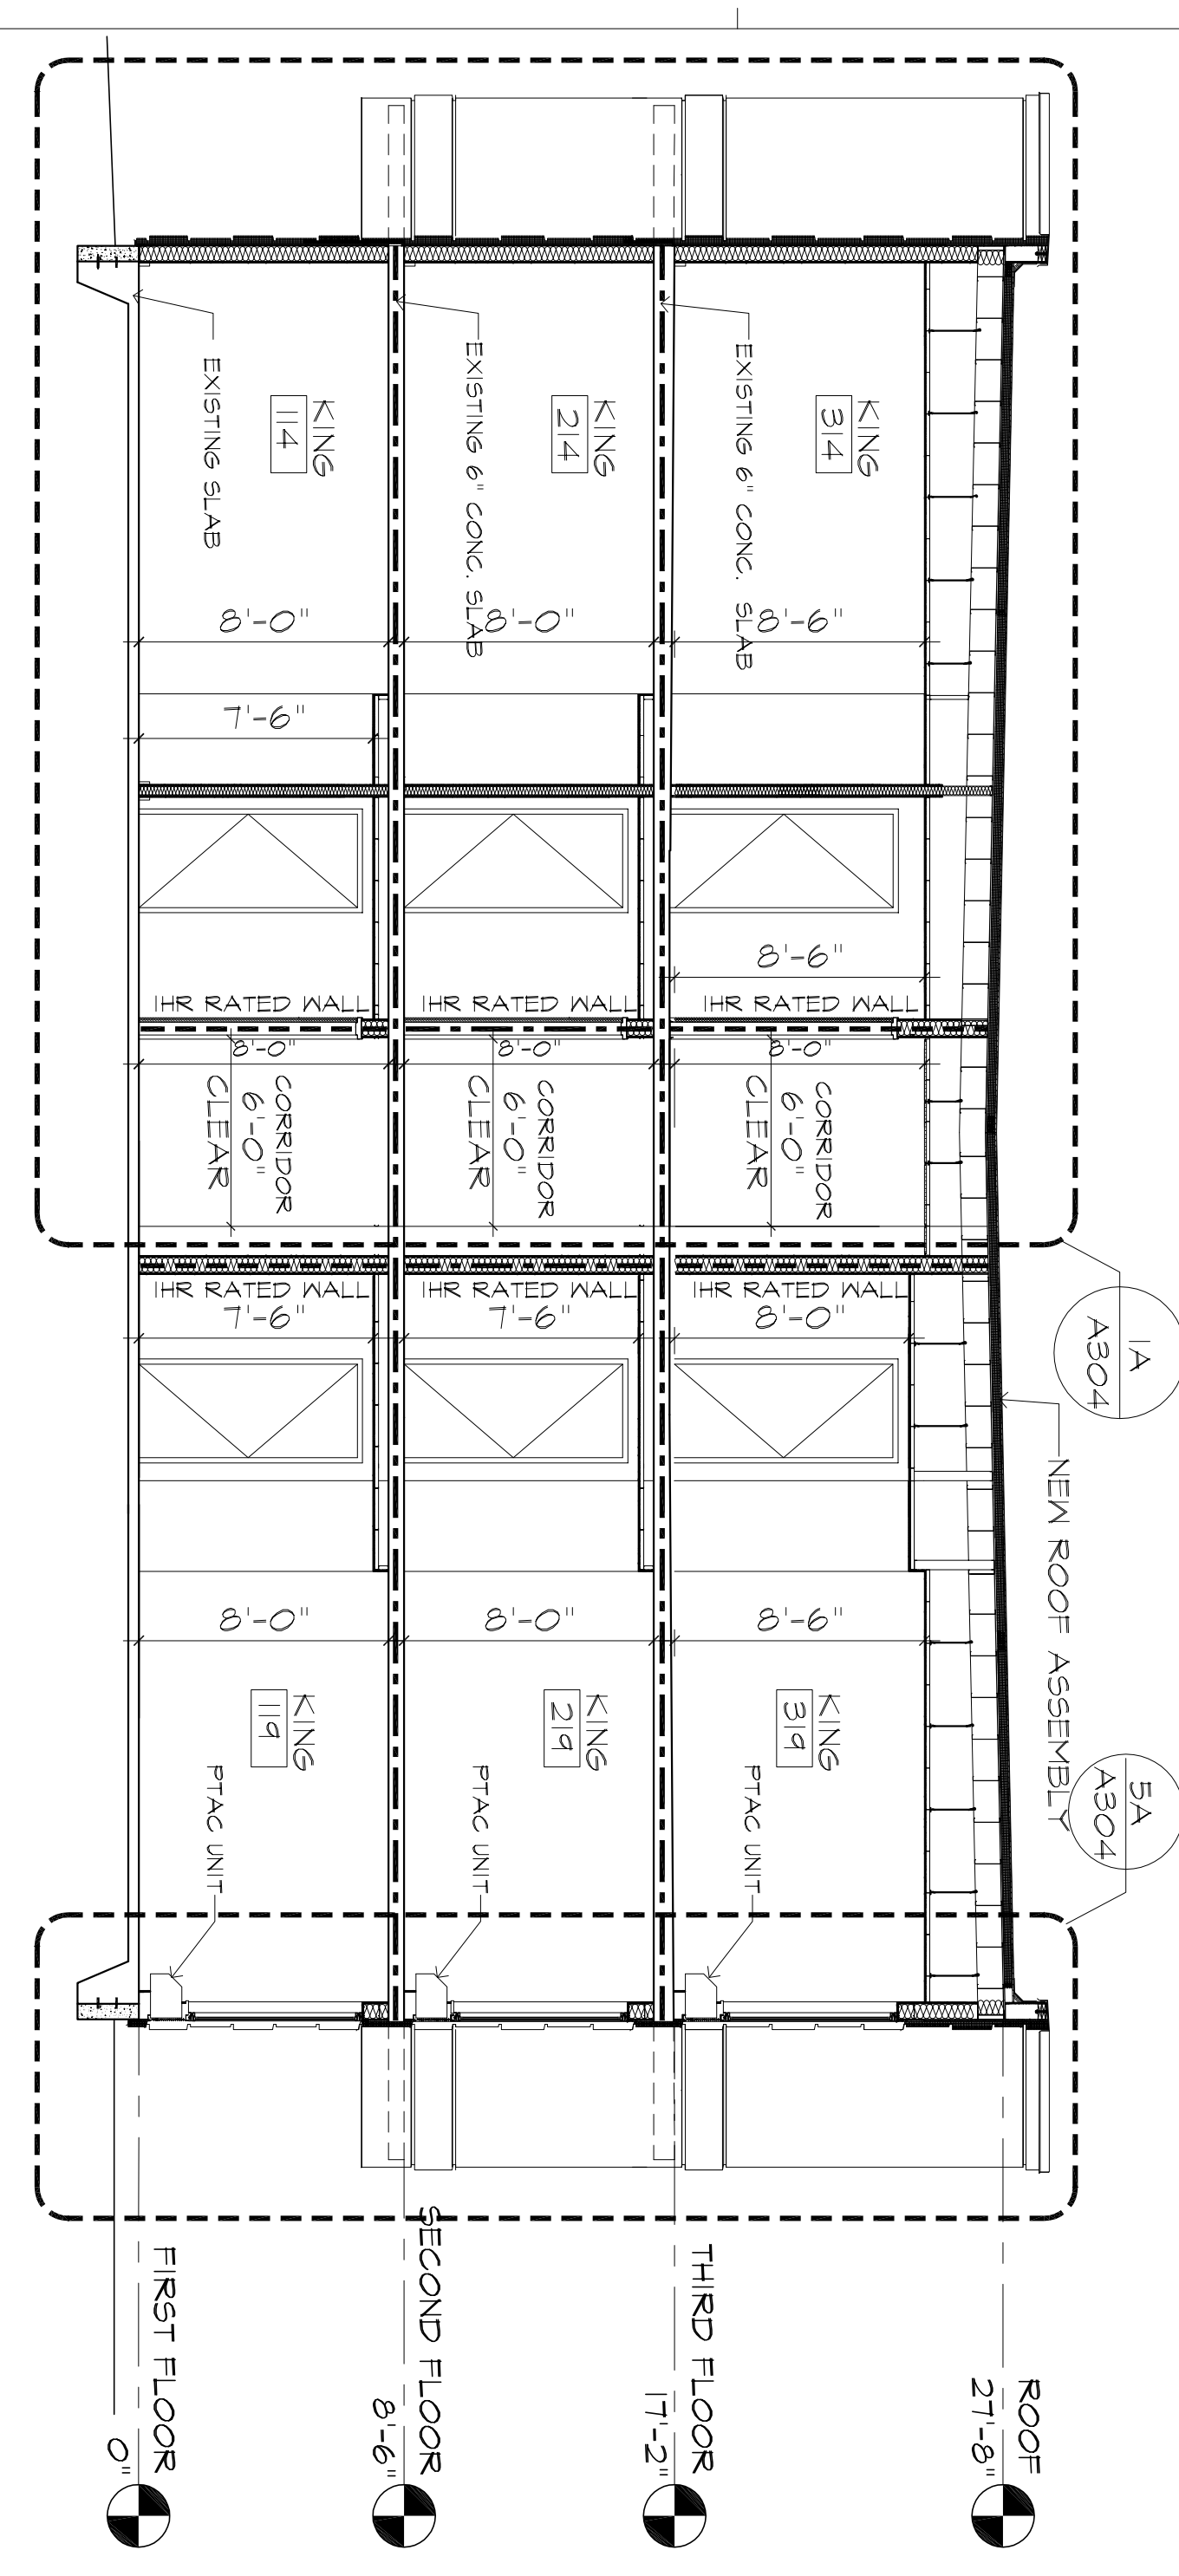 1A
A304
5A
A304
NEW ROOF ASSEMBLY
ROOF
27'-8"
KING
314
8'-6"
8'-6"
1HR RATED WALL
8'-0"
CORRIDOR
6'-0"
CLEAR
1HR RATED WALL
8'-0"
8'-6"
KING
319
PTAC UNIT
EXISTING 6" CONC. SLAB
THIRD FLOOR
17'-2"
KING
214
8'-0"
1HR RATED WALL
8'-0"
CORRIDOR
6'-0"
CLEAR
1HR RATED WALL
7'-6"
8'-0"
KING
219
PTAC UNIT
EXISTING 6" CONC. SLAB
SECOND FLOOR
8'-6"
KING
114
8'-0"
7'-6"
1HR RATED WALL
8'-0"
CORRIDOR
6'-0"
CLEAR
1HR RATED WALL
7'-6"
8'-0"
KING
119
PTAC UNIT
EXISTING SLAB
FIRST FLOOR
0"